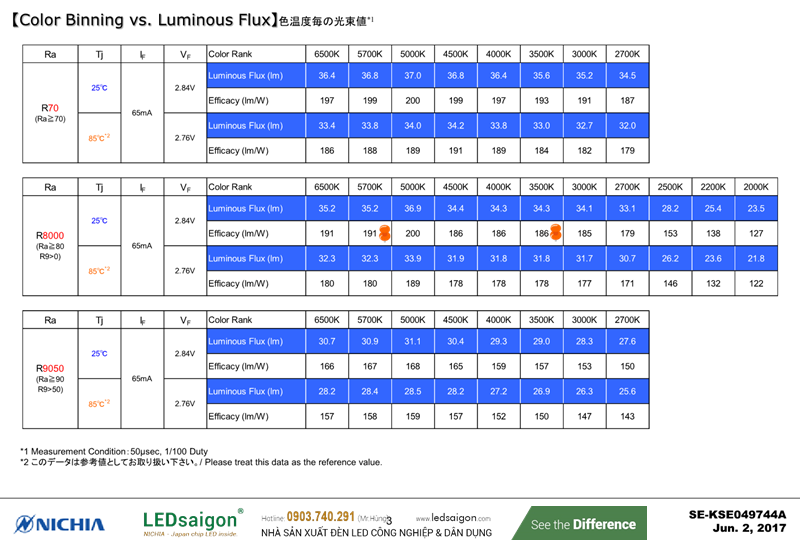 【Color Binning vs. Luminous Flux】色温度毎の光束値*1
Ra Tj IF VF Color Rank 6500K 5700K 5000K 4500K 4000K 3500K 3000K 2700K
R70 (Ra≧70) 65mA
25℃ 2.84V Luminous Flux (lm) 36.4 36.8 37.0 36.8 36.4 35.6 35.2 34.5
Efficacy (lm/W) 197 199 200 199 197 193 191 187
85℃*2 2.76V Luminous Flux (lm) 33.4 33.8 34.0 34.2 33.8 33.0 32.7 32.0
Efficacy (lm/W) 186 188 189 191 189 184 182 179
Ra Tj IF VF Color Rank 6500K 5700K 5000K 4500K 4000K 3500K 3000K 2700K 2500K 2200K 2000K
R8000 (Ra≧80 R9>0) 65mA
25℃ 2.84V Luminous Flux (lm) 35.2 35.2 36.9 34.4 34.3 34.3 34.1 33.1 28.2 25.4 23.5
Efficacy (lm/W) 191 191 200 186 186 186 185 179 153 138 127
85℃*2 2.76V Luminous Flux (lm) 32.3 32.3 33.9 31.9 31.8 31.8 31.7 30.7 26.2 23.6 21.8
Efficacy (lm/W) 180 180 189 178 178 178 177 171 146 132 122
Ra Tj IF VF Color Rank 6500K 5700K 5000K 4500K 4000K 3500K 3000K 2700K
R9050 (Ra≧90 R9>50) 65mA
25℃ 2.84V Luminous Flux (lm) 30.7 30.9 31.1 30.4 29.3 29.0 28.3 27.6
Efficacy (lm/W) 166 167 168 165 159 157 153 150
85℃*2 2.76V Luminous Flux (lm) 28.2 28.4 28.5 28.2 27.2 26.9 26.3 25.6
Efficacy (lm/W) 157 158 159 157 152 150 147 143
*1 Measurement Condition: 50μsec, 1/100 Duty
*2 このデータは参考値としてお取り扱い下さい。/ Please treat this data as the reference value.
NICHIA
LEDsaigon®
NICHIA - Japan chip LED inside
Hotline: 0903.740.291 (Mr.Hùng) 3 www.ledsaigon.com
NHÀ SẢN XUẤT ĐÈN LED CÔNG NGHIỆP & DÂN DỤNG
See the Difference
SE-KSE049744A
Jun. 2, 2017